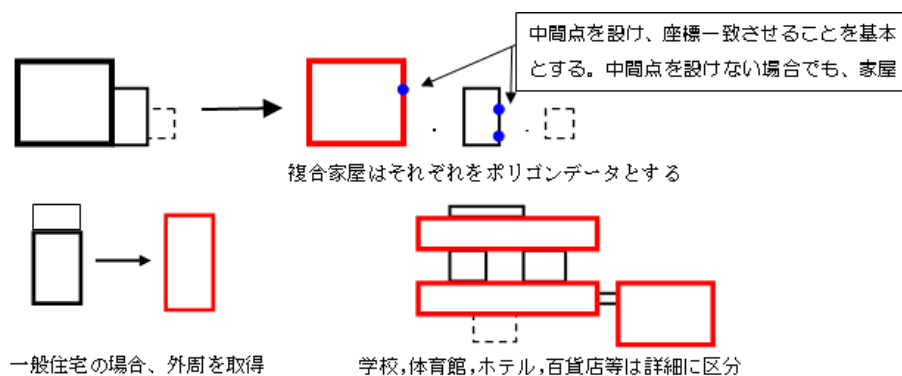 中間点を設け、座標一致させることを基本
とする。中間点を設けない場合でも、家屋
複合家屋はそれぞれをポリゴンデータとする
一般住宅の場合、外周を取得
学校,体育館,ホテル,百貨店等は詳細に区分